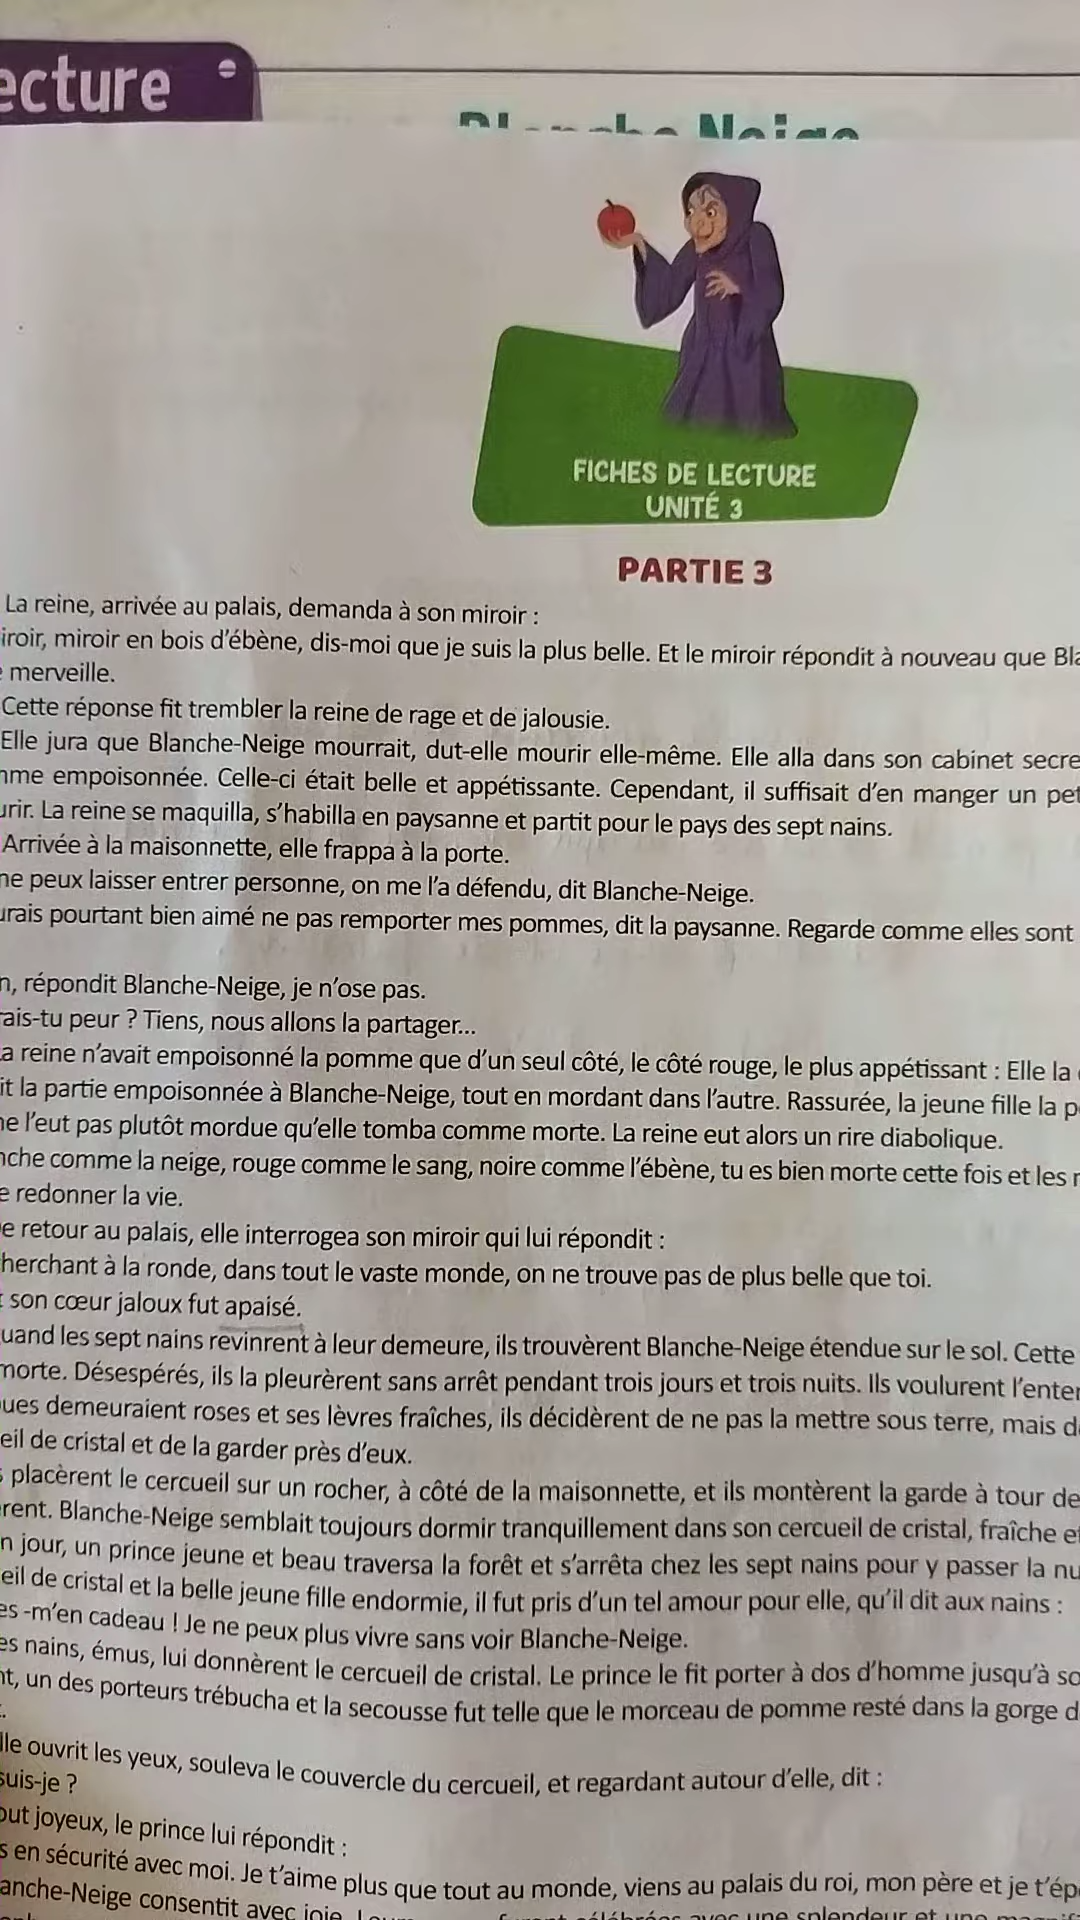 ecture
Blanche Neige
FICHES DE LECTURE
UNITÉ 3
PARTIE 3
La reine, arrivée au palais, demanda à son miroir :
iroir, miroir en bois d'ébène, dis-moi que je suis la plus belle. Et le miroir répondit à nouveau que Bla
merveille.
Cette réponse fit trembler la reine de rage et de jalousie.
Elle jura que Blanche-Neige mourrait, dut-elle mourir elle-même. Elle alla dans son cabinet secre
mme empoisonnée. Celle-ci était belle et appétissante. Cependant, il suffisait d'en manger un pet
urir. La reine se maquilla, s'habilla en paysanne et partit pour le pays des sept nains.
Arrivée à la maisonnette, elle frappa à la porte.
ne peux laisser entrer personne, on me l'a défendu, dit Blanche-Neige.
urais pourtant bien aimé ne pas remporter mes pommes, dit la paysanne. Regarde comme elles sont
n, répondit Blanche-Neige, je n'ose pas.
rais-tu peur ? Tiens, nous allons la partager...
a reine n'avait empoisonné la pomme que d'un seul côté, le côté rouge, le plus appétissant : Elle la
it la partie empoisonnée à Blanche-Neige, tout en mordant dans l'autre. Rassurée, la jeune fille la p
ne l'eut pas plutôt mordue qu'elle tomba comme morte. La reine eut alors un rire diabolique.
nche comme la neige, rouge comme le sang, noire comme l'ébène, tu es bien morte cette fois et les
e redonner la vie.
e retour au palais, elle interrogea son miroir qui lui répondit :
herchant à la ronde, dans tout le vaste monde, on ne trouve pas de plus belle que toi.
t son cœur jaloux fut apaisé.
uand les sept nains revinrent à leur demeure, ils trouvèrent Blanche-Neige étendue sur le sol. Cette
morte. Désespérés, ils la pleurèrent sans arrêt pendant trois jours et trois nuits. Ils voulurent l'enter
ues demeuraient roses et ses lèvres fraîches, ils décidèrent de ne pas la mettre sous terre, mais d
eil de cristal et de la garder près d'eux.
s placèrent le cercueil sur un rocher, à côté de la maisonnette, et ils montèrent la garde à tour de
rent. Blanche-Neige semblait toujours dormir tranquillement dans son cercueil de cristal, fraîche et
n jour, un prince jeune et beau traversa la forêt et s'arrêta chez les sept nains pour y passer la nu
eil de cristal et la belle jeune fille endormie, il fut pris d'un tel amour pour elle, qu'il dit aux nains :
es -m'en cadeau ! Je ne peux plus vivre sans voir Blanche-Neige.
es nains, émus, lui donnèrent le cercueil de cristal. Le prince le fit porter à dos d'homme jusqu'à so
nt, un des porteurs trébucha et la secousse fut telle que le morceau de pomme resté dans la gorge d
lle ouvrit les yeux, souleva le couvercle du cercueil, et regardant autour d'elle, dit :
suis-je ?
out joyeux, le prince lui répondit :
s en sécurité avec moi. Je t'aime plus que tout au monde, viens au palais du roi, mon père et je t'ép
anche-Neige consentit avec joie. furent célébrées avec une splendeur et une